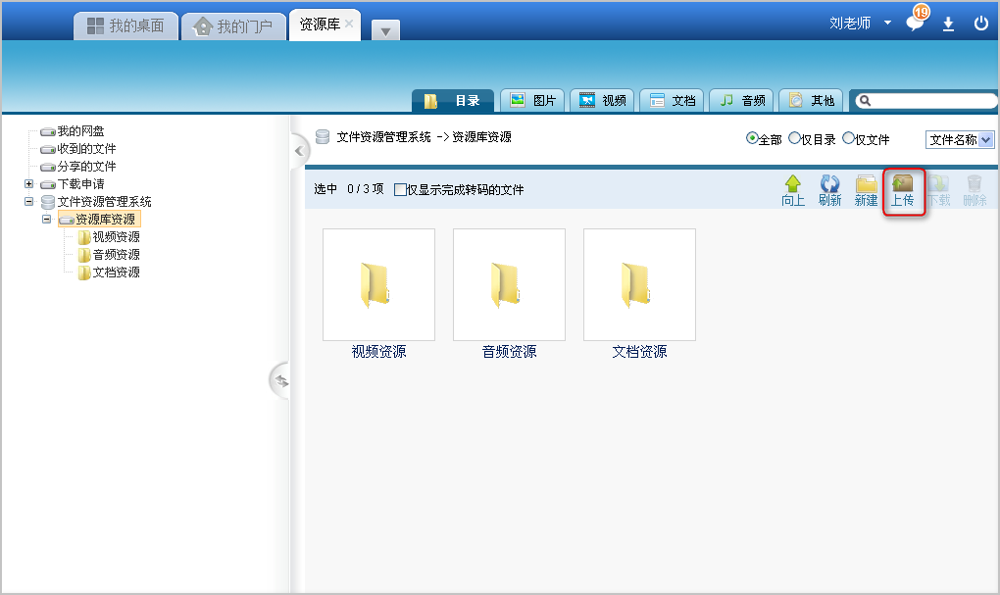 我的桌面 我的门户 资源库 刘老师 19
目录 图片 视频 文档 音频 其他
我的网盘
收到的文件
分享的文件
下载申请
文件资源管理系统
资源库资源
视频资源
音频资源
文档资源
文件资源管理系统 -> 资源库资源 全部 仅目录 仅文件 文件名称
选中 0 / 3 项 仅显示完成转码的文件 向上 刷新 新建 上传 下载 删除
视频资源 音频资源 文档资源